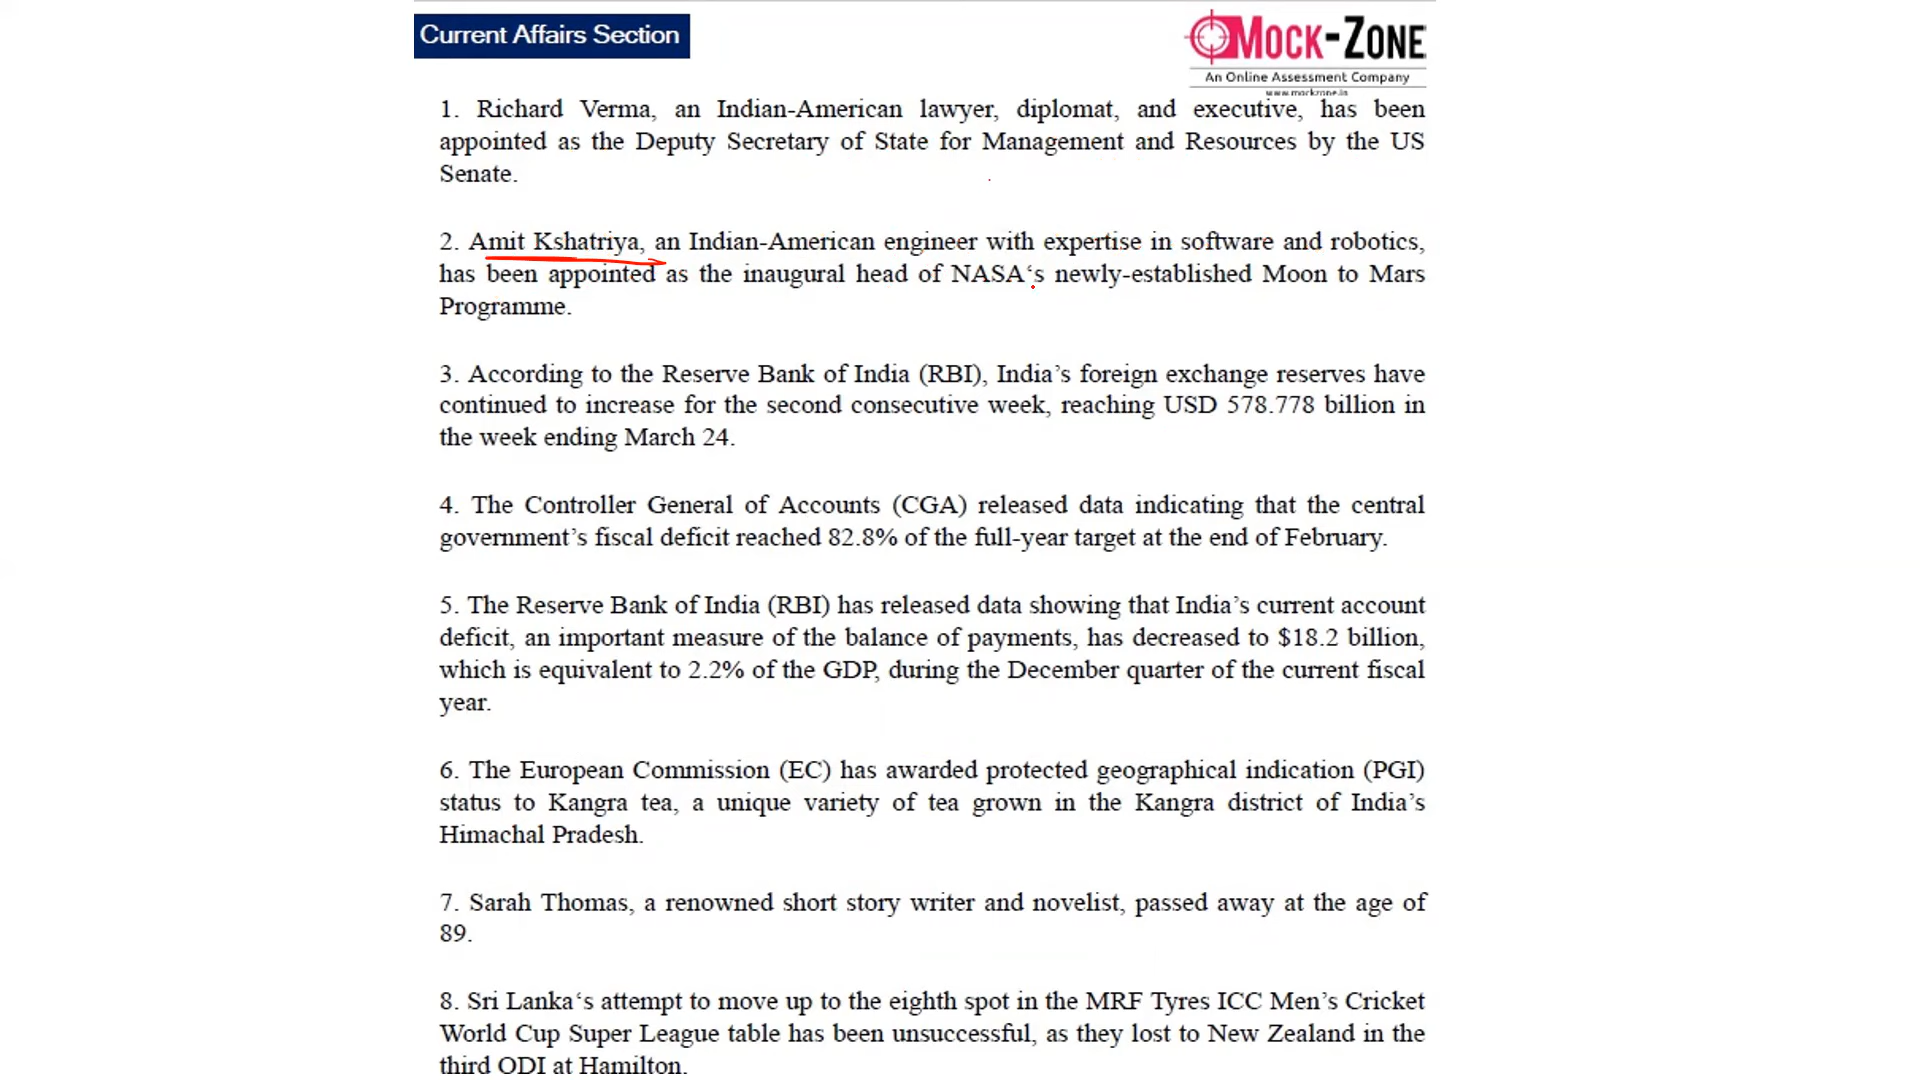 Current Affairs Section
MOCK-ZONE
An Online Assessment Company
www.mockzone.in
1. Richard Verma, an Indian-American lawyer, diplomat, and executive, has been
appointed as the Deputy Secretary of State for Management and Resources by the US
Senate.
2. Amit Kshatriya, an Indian-American engineer with expertise in software and robotics,
has been appointed as the inaugural head of NASA‘s newly-established Moon to Mars
Programme.
3. According to the Reserve Bank of India (RBI), India’s foreign exchange reserves have
continued to increase for the second consecutive week, reaching USD 578.778 billion in
the week ending March 24.
4. The Controller General of Accounts (CGA) released data indicating that the central
government’s fiscal deficit reached 82.8% of the full-year target at the end of February.
5. The Reserve Bank of India (RBI) has released data showing that India’s current account
deficit, an important measure of the balance of payments, has decreased to $18.2 billion,
which is equivalent to 2.2% of the GDP, during the December quarter of the current fiscal
year.
6. The European Commission (EC) has awarded protected geographical indication (PGI)
status to Kangra tea, a unique variety of tea grown in the Kangra district of India’s
Himachal Pradesh.
7. Sarah Thomas, a renowned short story writer and novelist, passed away at the age of
89.
8. Sri Lanka‘s attempt to move up to the eighth spot in the MRF Tyres ICC Men’s Cricket
World Cup Super League table has been unsuccessful, as they lost to New Zealand in the
third ODI at Hamilton.